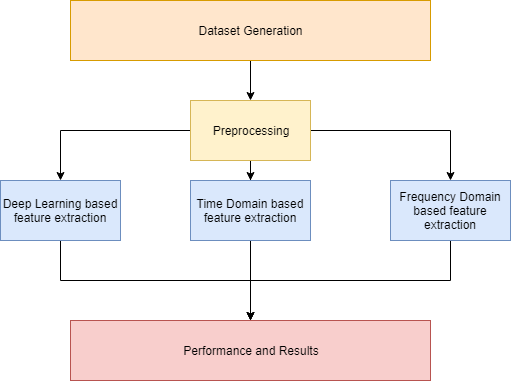 Dataset Generation
Preprocessing
Deep Learning based
feature extraction
Time Domain based
feature extraction
Frequency Domain
based feature
extraction
Performance and Results